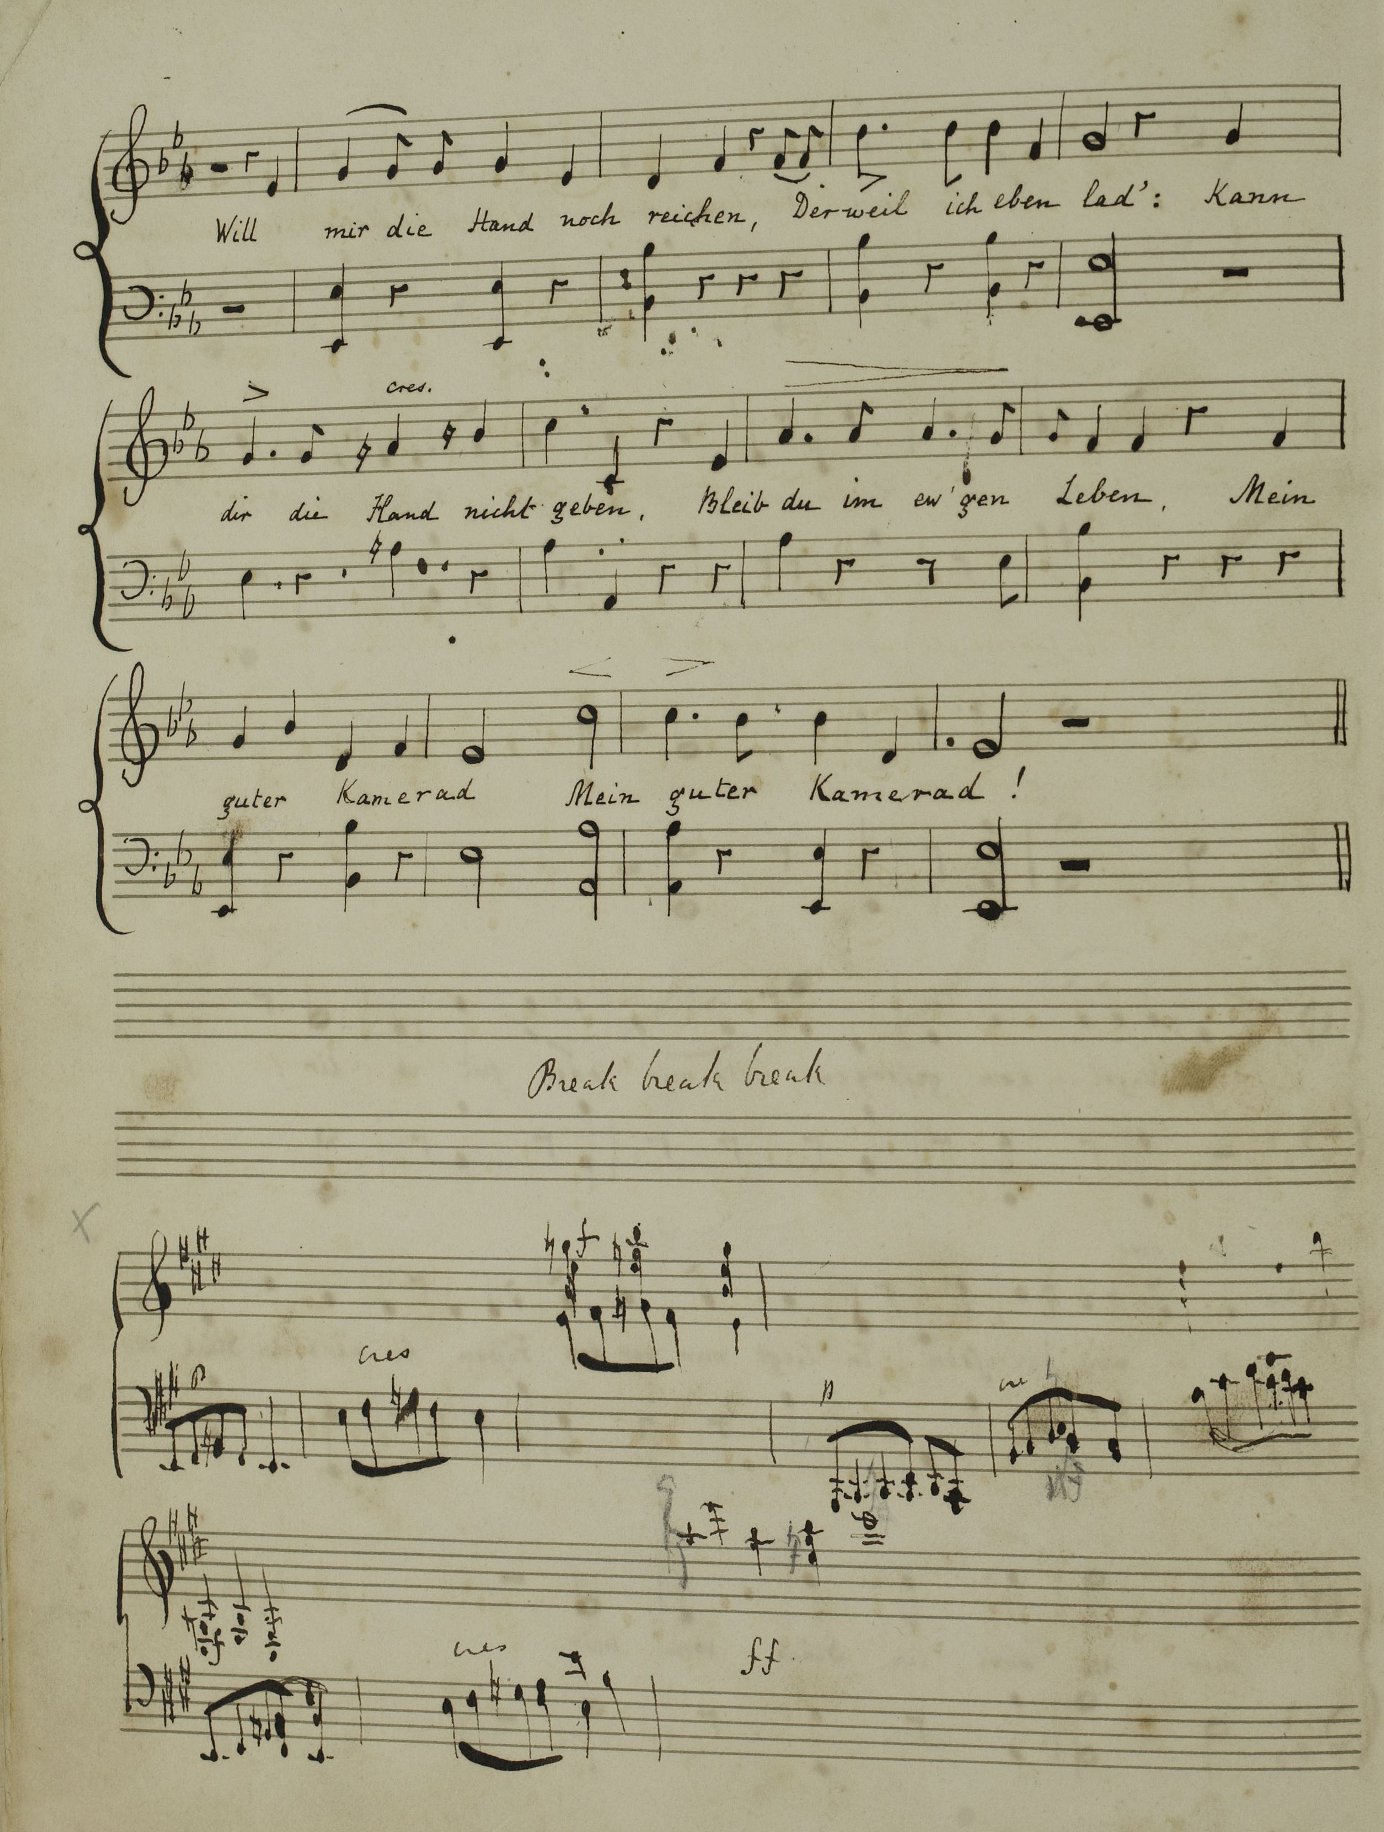 Will mir die Hand noch reichen, Derweil ich eben lad': Kann
cres.
dir die Hand nicht geben, Bleib du im ew'gen Leben, Mein
guter Kamerad Mein guter Kamerad!
Break break break
f
cres
p
cres
ff